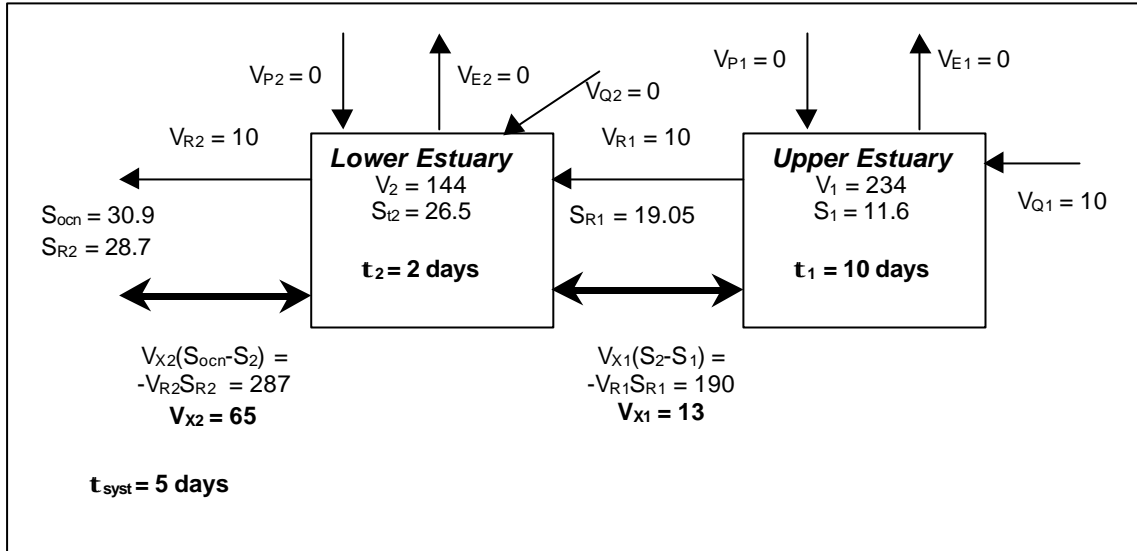 V_P2 = 0
V_E2 = 0
V_Q2 = 0
V_P1 = 0
V_E1 = 0
V_R2 = 10
Lower Estuary
V_2 = 144
S_t2 = 26.5
t_2 = 2 days
V_R1 = 10
S_R1 = 19.05
Upper Estuary
V_1 = 234
S_1 = 11.6
t_1 = 10 days
V_Q1 = 10
S_ocn = 30.9
S_R2 = 28.7
V_X2(S_ocn-S_2) =
-V_R2S_R2 = 287
V_X2 = 65
V_X1(S_2-S_1) =
-V_R1S_R1 = 190
V_X1 = 13
t_syst = 5 days